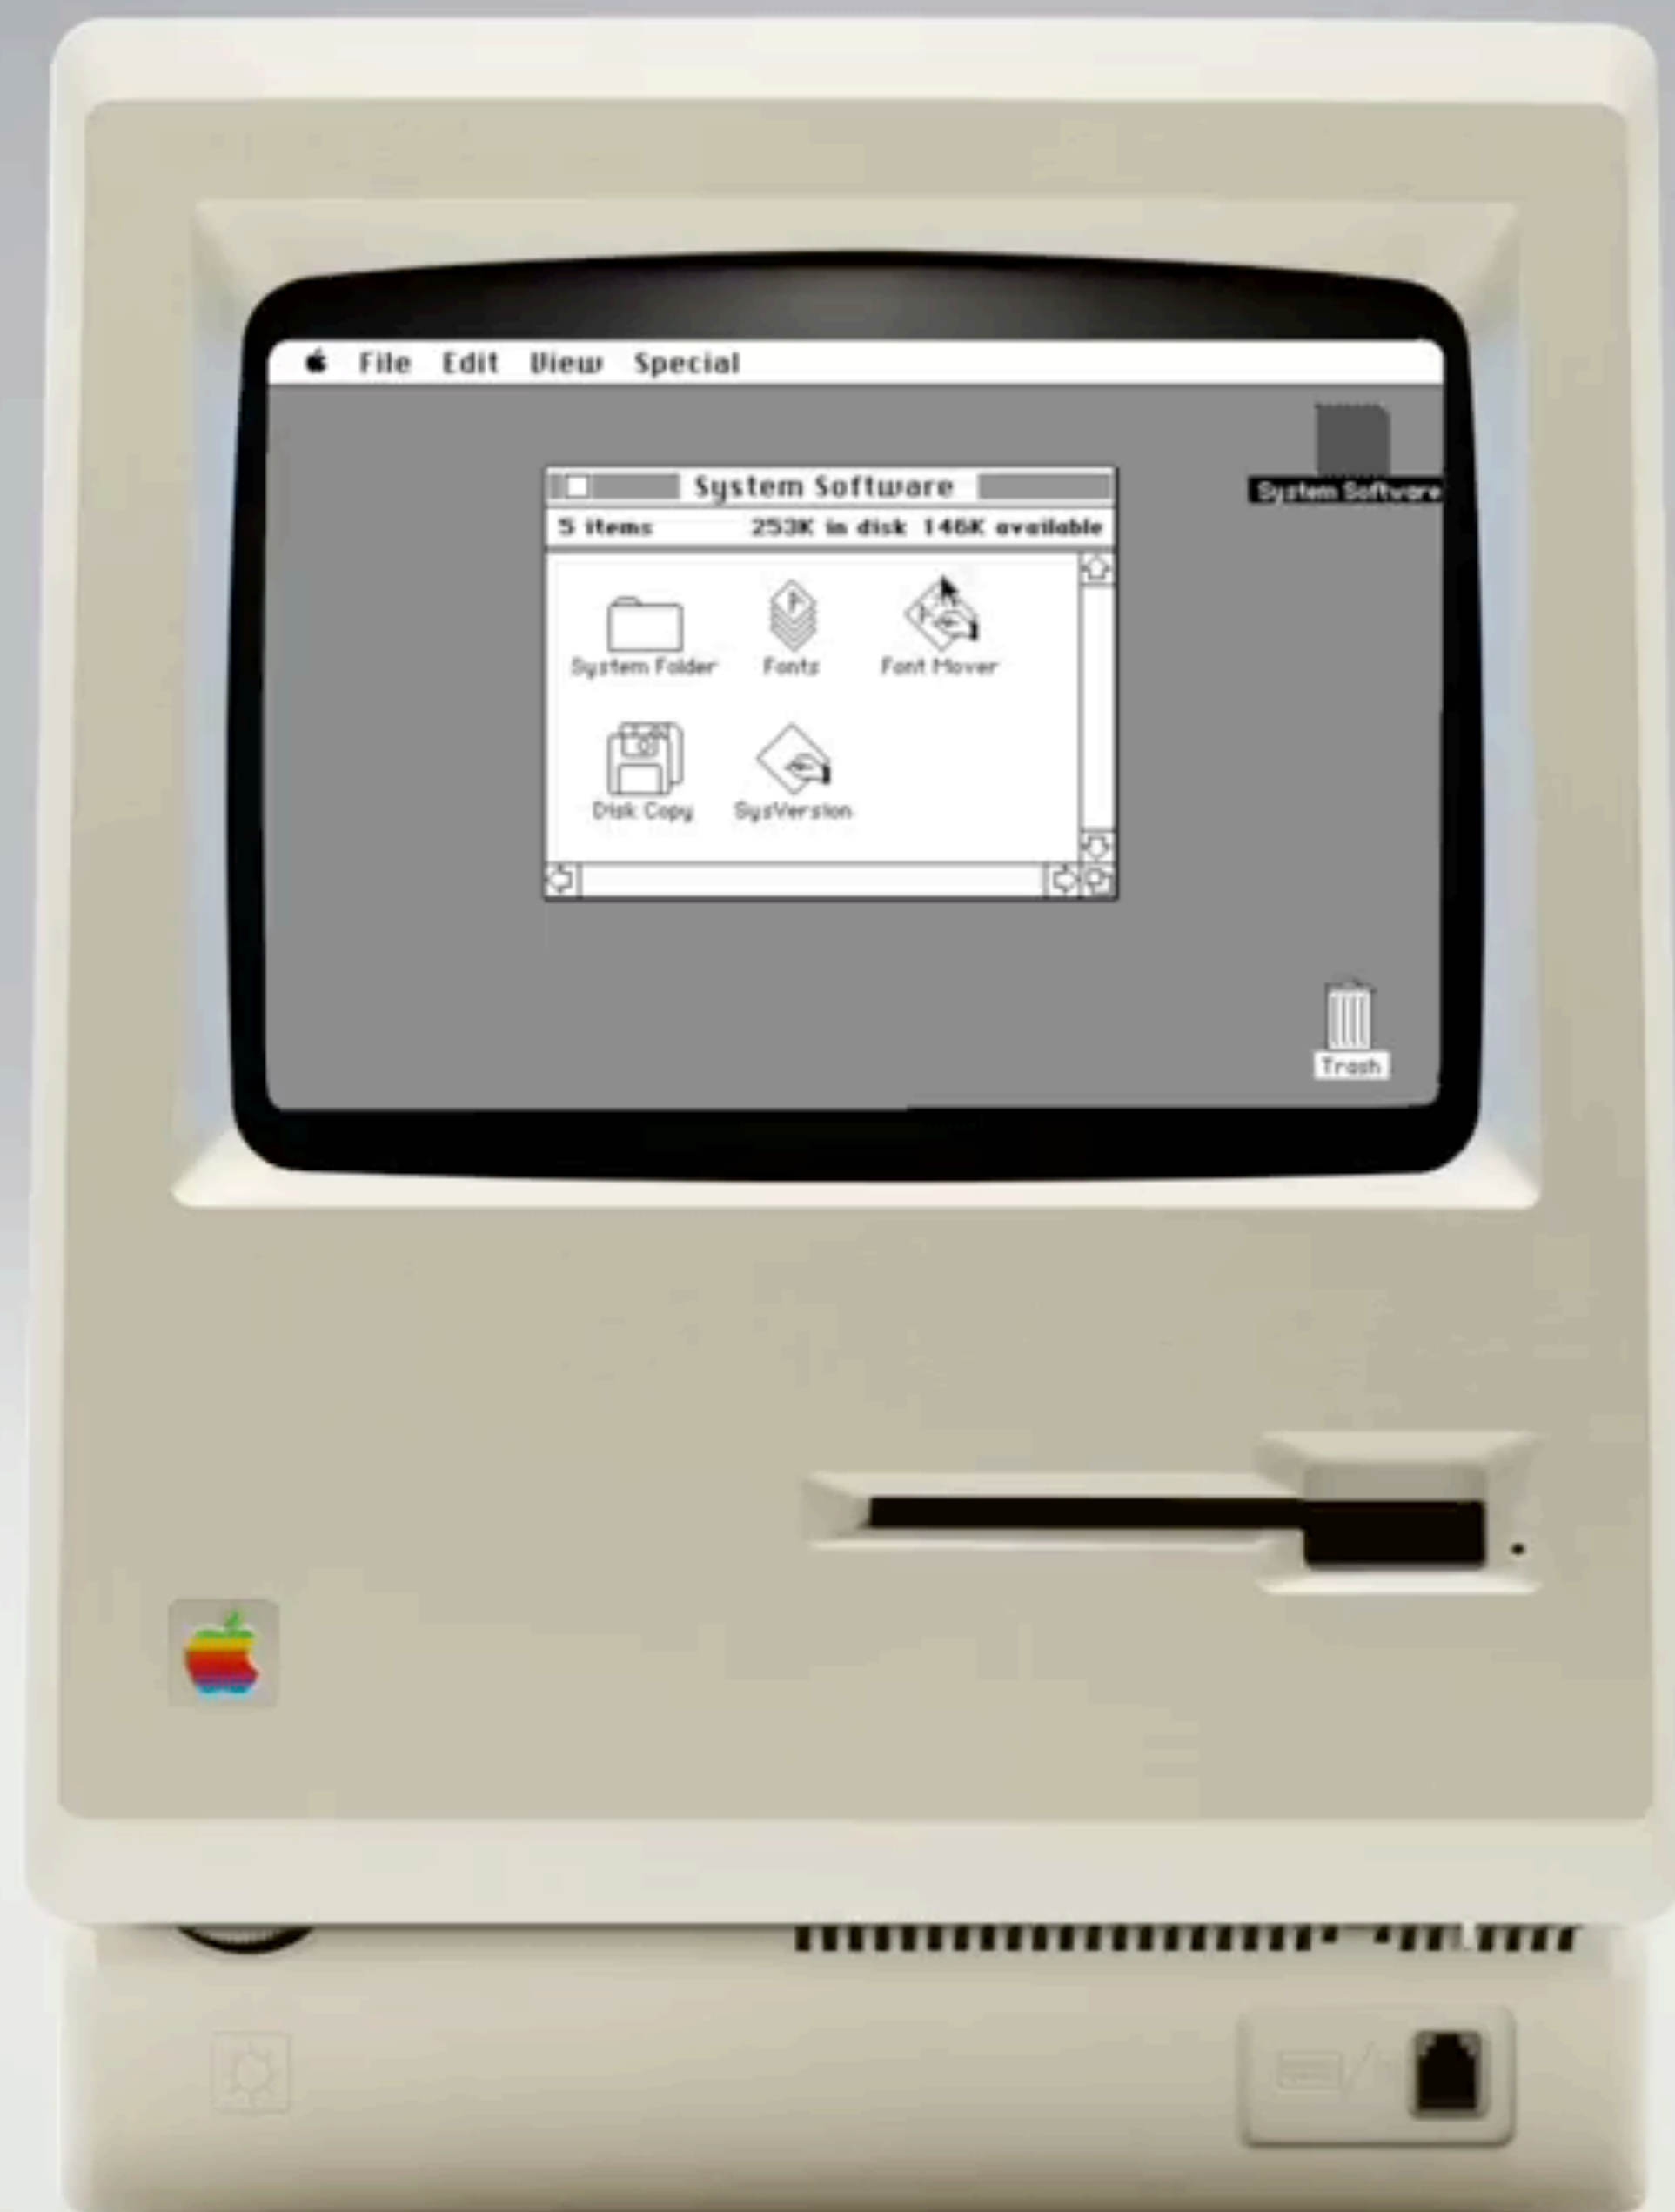 File Edit View Special
System Software
System Software
5 items 253K in disk 146K available
System Folder Fonts Font Mover
Disk Copy SysVersion
Trash